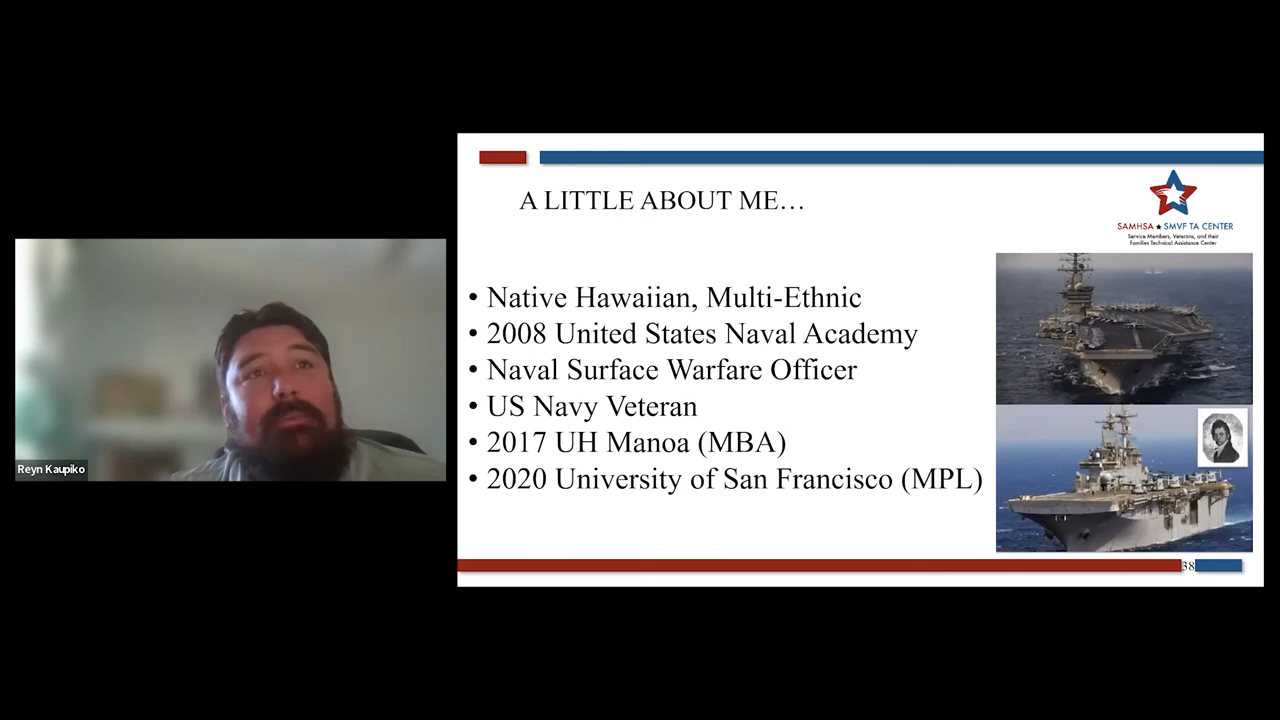 A LITTLE ABOUT ME…
SAMHSA ★ SMVF TA CENTER
Service Members, Veterans, and their
Families Technical Assistance Center
• Native Hawaiian, Multi-Ethnic
• 2008 United States Naval Academy
• Naval Surface Warfare Officer
• US Navy Veteran
• 2017 UH Manoa (MBA)
• 2020 University of San Francisco (MPL)
Reyn Kaupiko
38